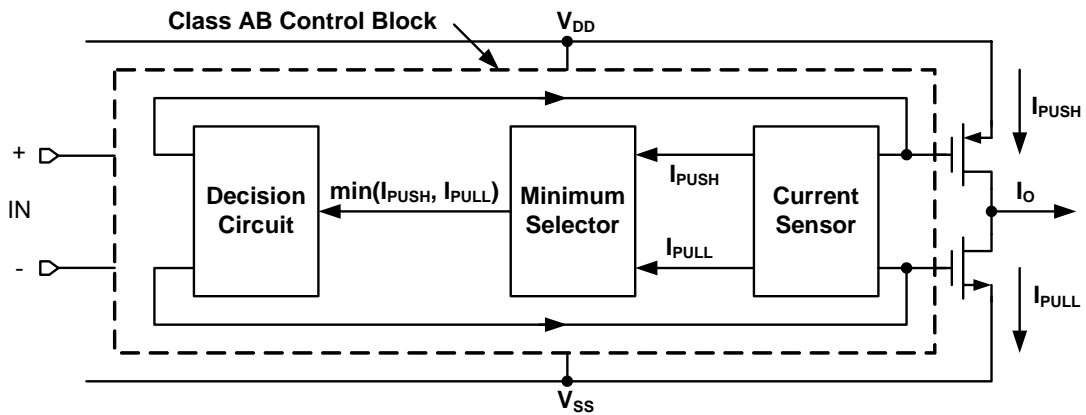 Class AB Control Block
VDD
IPUSH
+
IN
-
Decision
Circuit
min(IPUSH, IPULL)
Minimum
Selector
IPUSH
IPULL
Current
Sensor
IO
IPULL
VSS